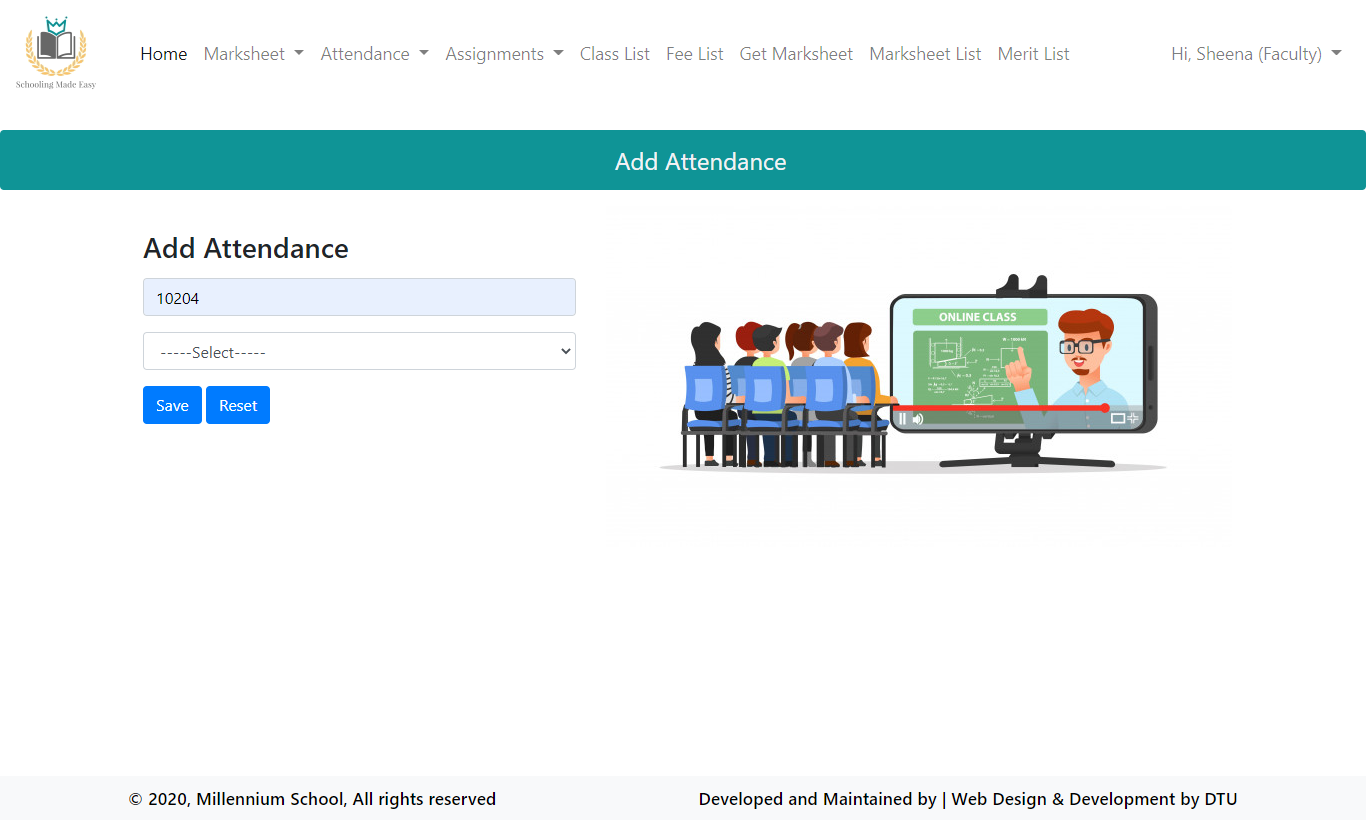 Schooling Made Easy
Home Marksheet Attendance Assignments Class List Fee List Get Marksheet Marksheet List Merit List Hi, Sheena (Faculty)
Add Attendance
Add Attendance
10204
-----Select-----
Save Reset
ONLINE CLASS
© 2020, Millennium School, All rights reserved
Developed and Maintained by | Web Design & Development by DTU